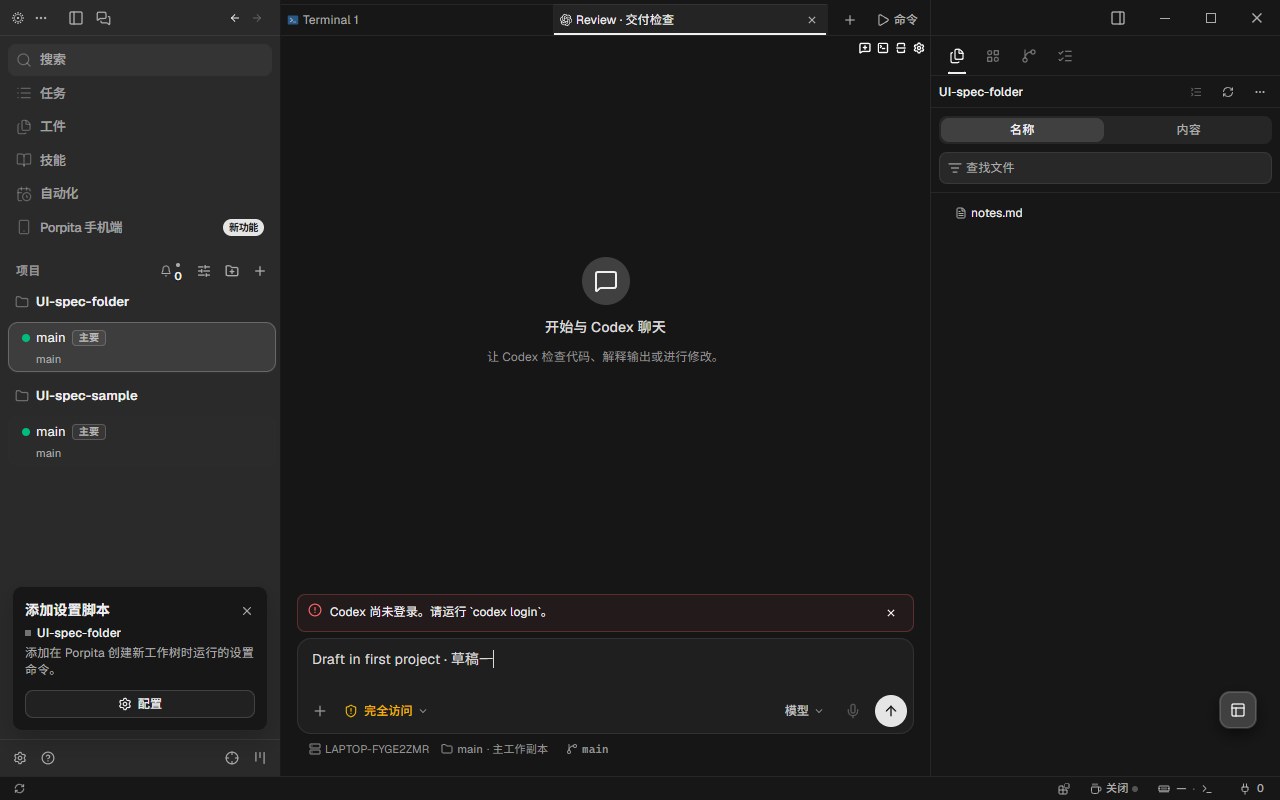 Terminal 1
Review · 交付检查
命令
搜索
任务
工件
技能
自动化
Porpita 手机端
新功能
项目
0
UI-spec-folder
main
主要
main
UI-spec-sample
main
主要
main
添加设置脚本
UI-spec-folder
添加在 Porpita 创建新工作树时运行的设置
命令。
配置
开始与 Codex 聊天
让 Codex 检查代码、解释输出或进行修改。
Codex 尚未登录。请运行 `codex login`。
Draft in first project · 草稿一
完全访问
模型
LAPTOP-FYGE2ZMR
main · 主工作副本
main
UI-spec-folder
名称
内容
查找文件
notes.md
关闭
— ·
0